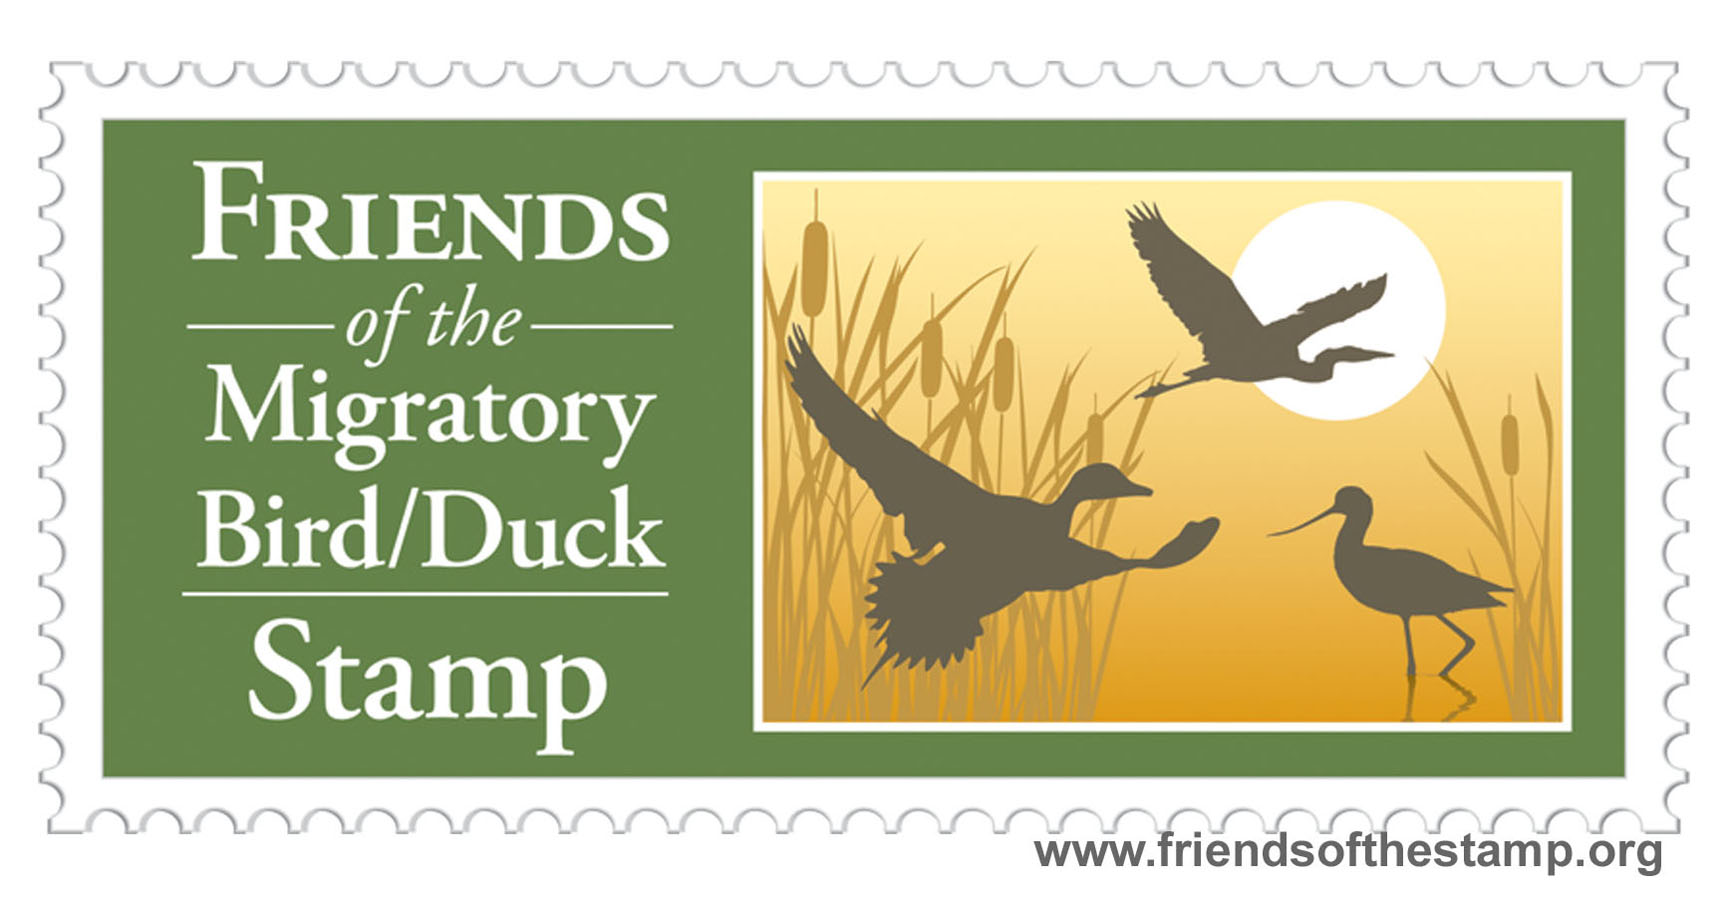 FRIENDS
of the
Migratory
Bird/Duck
Stamp
www.friendsofthestamp.org